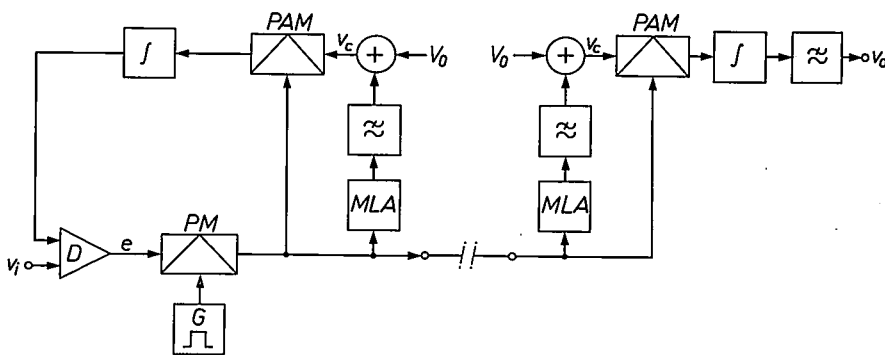 PAM
PAM
∫
v_c
+
V_0
V_0
+
v_c
∫
≈
v_o
≈
≈
MLA
MLA
PM
D
e
v_i
G